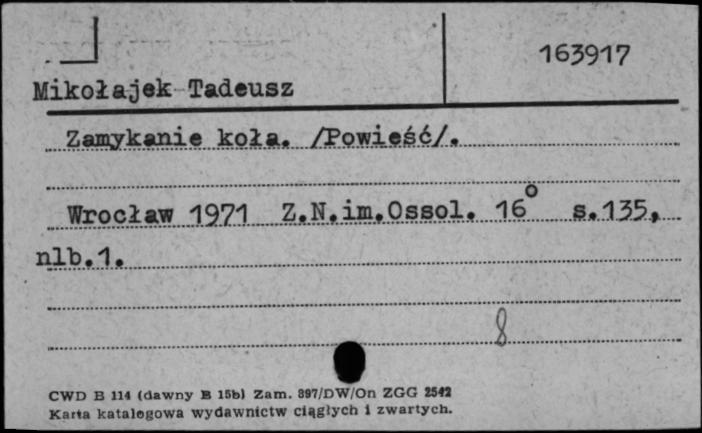 163917
Mikołajek Tadeusz
Zamykanie koła. /Powieść/.
Wrocław 1971 Z.N.im.Ossol. 16° s.135,
nlb.1.
8
CWD B 114 (dawny B 15b) Zam. 897/DW/On ZGG 2542
Karta katalogowa wydawnictw ciągłych i zwartych.